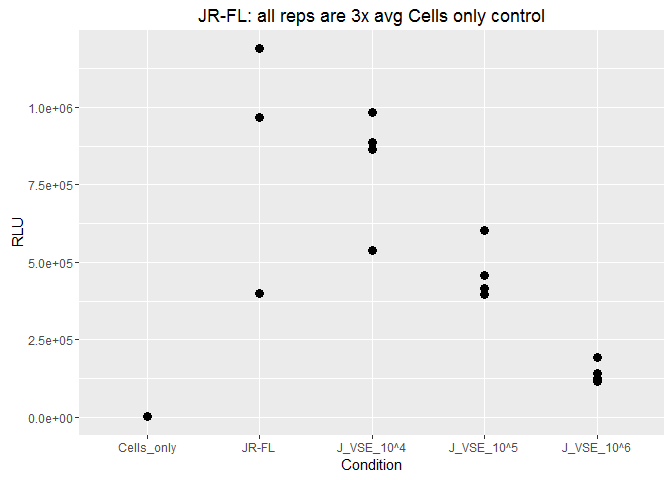 JR-FL: all reps are 3x avg Cells only control
RLU
1.0e+06
7.5e+05
5.0e+05
2.5e+05
0.0e+00
Cells_only JR-FL J_VSE_10^4 J_VSE_10^5 J_VSE_10^6
Condition